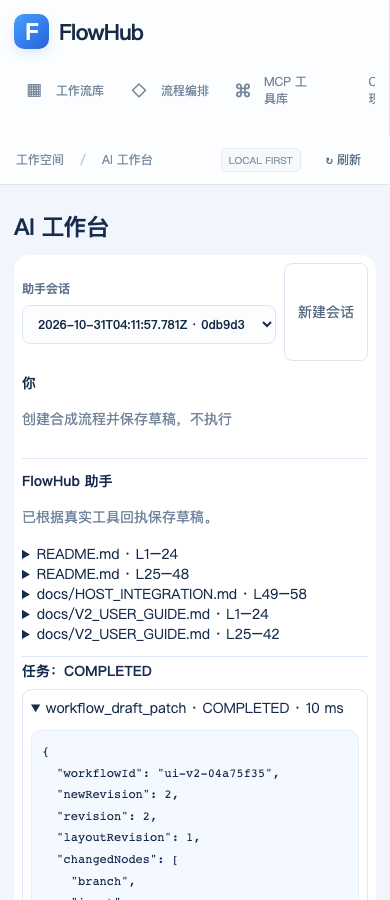 F FlowHub
工作流库 流程编排 MCP 工具库
工作空间 / AI 工作台 LOCAL FIRST ↻ 刷新
AI 工作台
助手会话
2026-10-31T04:11:57.781Z · 0db9d3
新建会话
你
创建合成流程并保存草稿，不执行
FlowHub 助手
已根据真实工具回执保存草稿。
▶ README.md · L1–24
▶ README.md · L25–48
▶ docs/HOST_INTEGRATION.md · L49–58
▶ docs/V2_USER_GUIDE.md · L1–24
▶ docs/V2_USER_GUIDE.md · L25–42
任务：COMPLETED
▼ workflow_draft_patch · COMPLETED · 10 ms
{
"workflowId": "ui-v2-04a75f35",
"newRevision": 2,
"revision": 2,
"layoutRevision": 1,
"changedNodes": [
"branch",